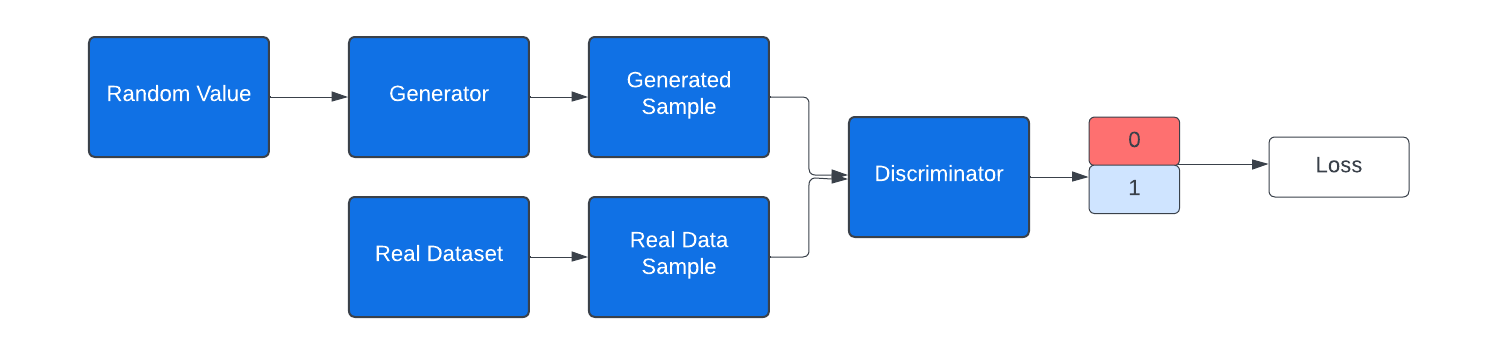 Random Value
Generator
Generated
Sample
Real Dataset
Real Data
Sample
Discriminator
0
1
Loss